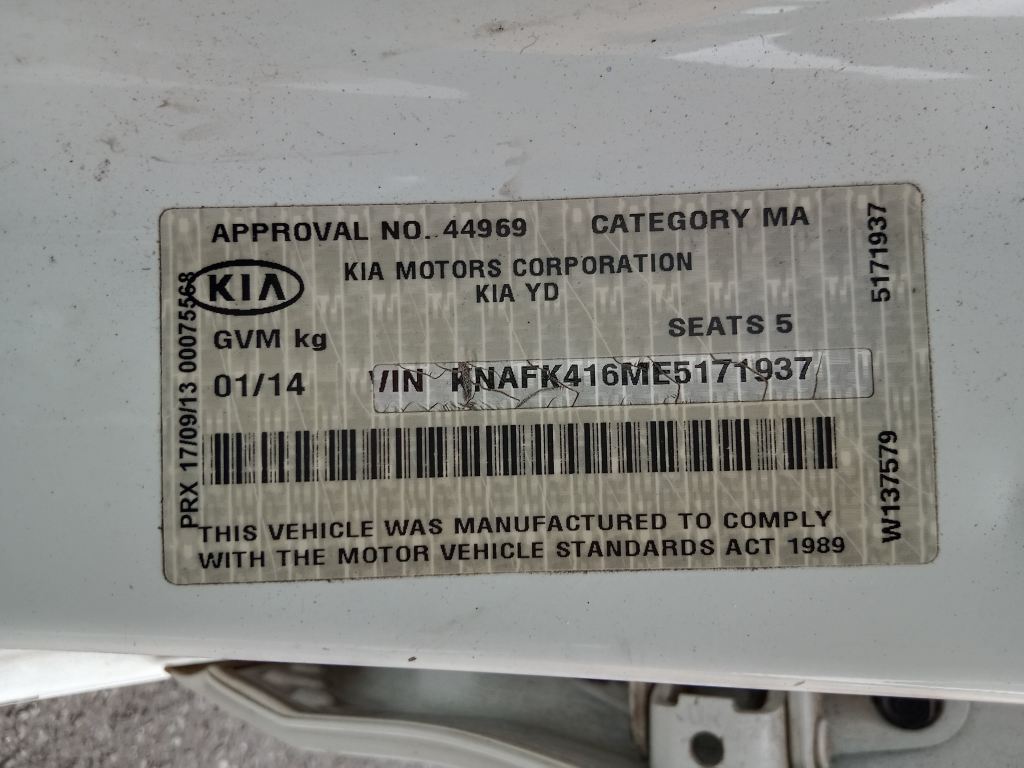 APPROVAL NO. 44969 CATEGORY MA
KIA
KIA MOTORS CORPORATION
KIA YD
GVM kg
SEATS 5
01/14
VIN KNAFK416ME5171937
THIS VEHICLE WAS MANUFACTURED TO COMPLY
WITH THE MOTOR VEHICLE STANDARDS ACT 1989
PRX 17/09/13 00075568
5171937
W137579